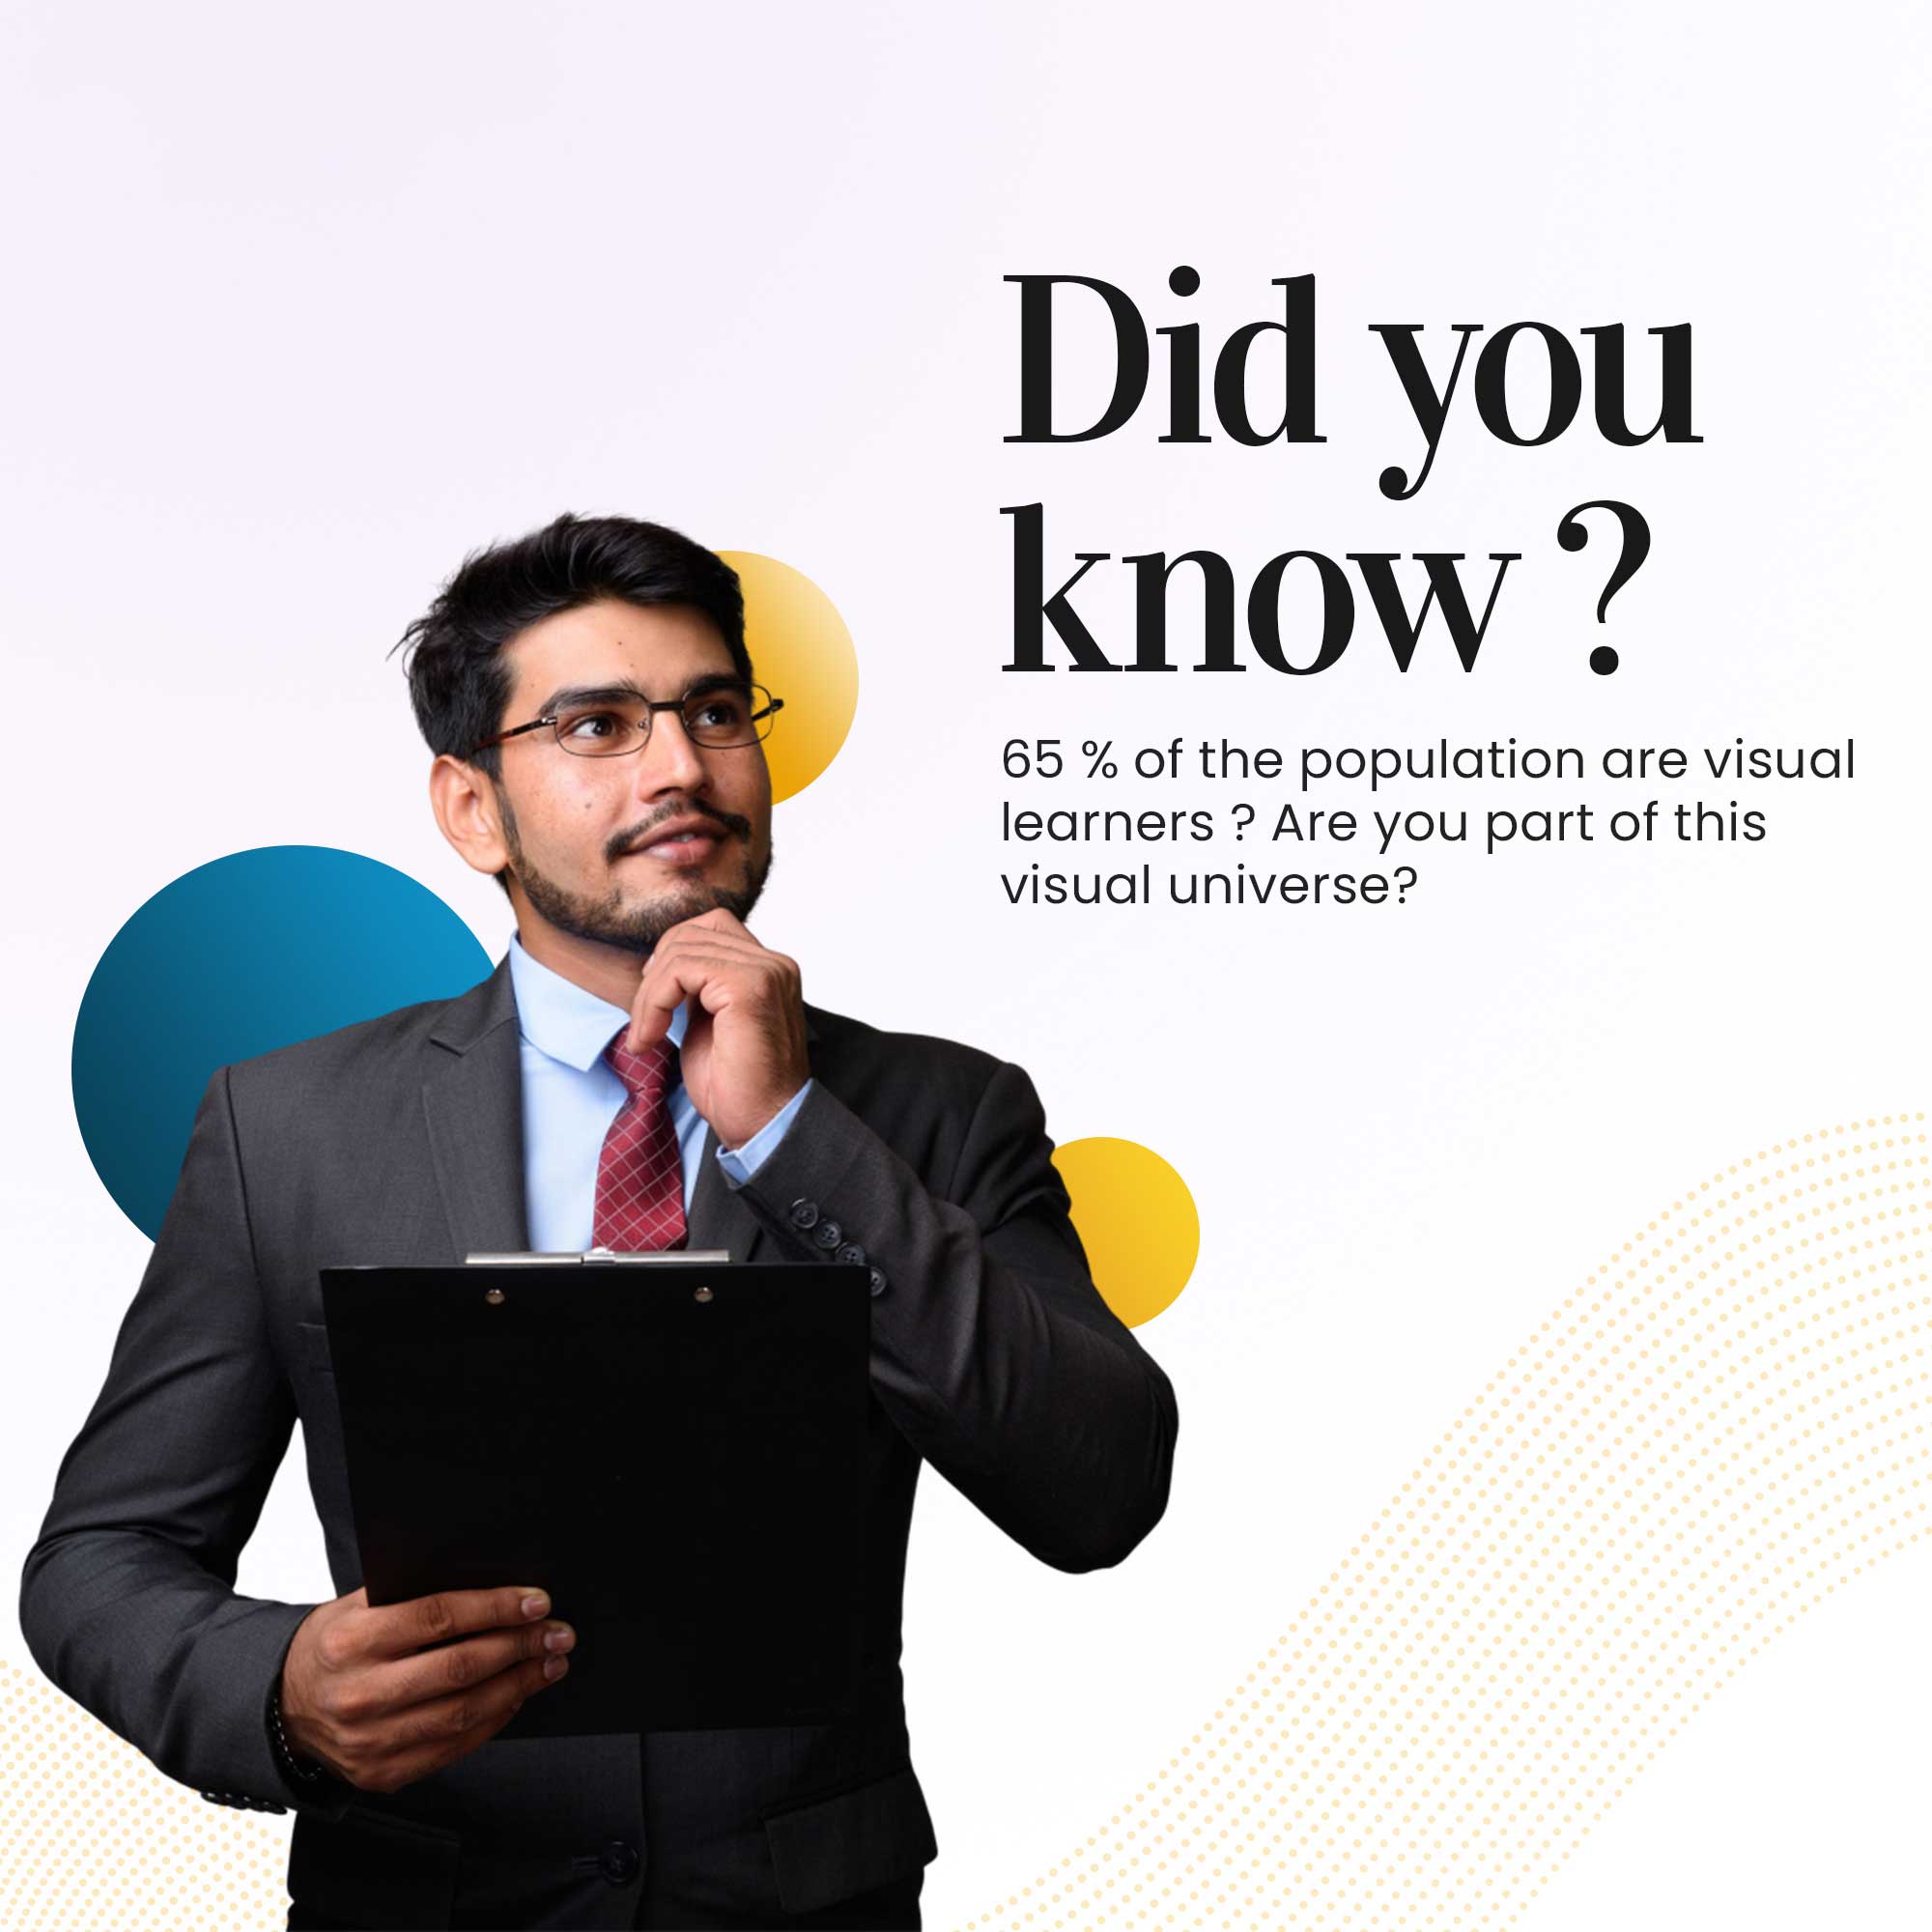 Did you
know ?
65 % of the population are visual
learners ? Are you part of this
visual universe?